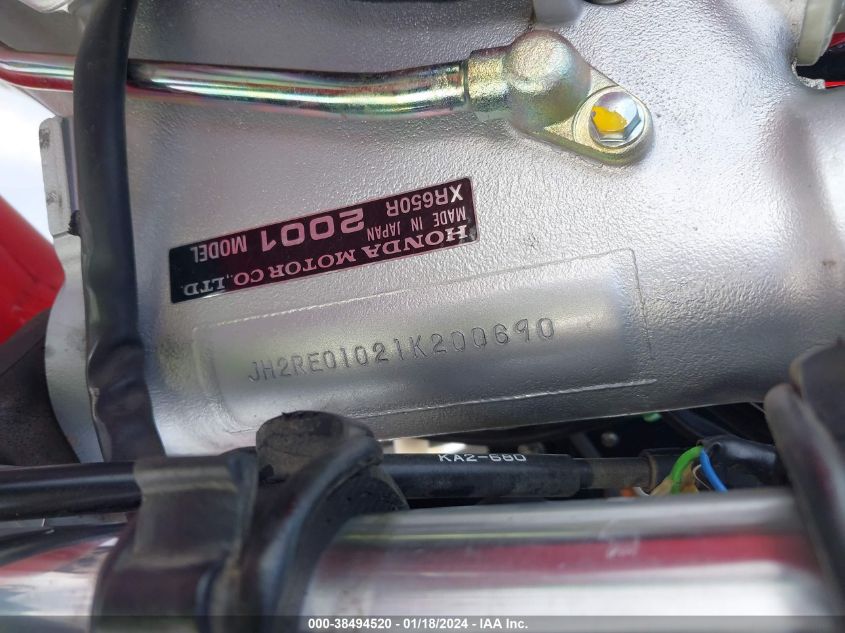 XR650R
MADE IN JAPAN
2001 MODEL
HONDA MOTOR CO.,LTD.
JH2RE01021K200690
KA2-680
000-38494520 - 01/18/2024 - IAA Inc.